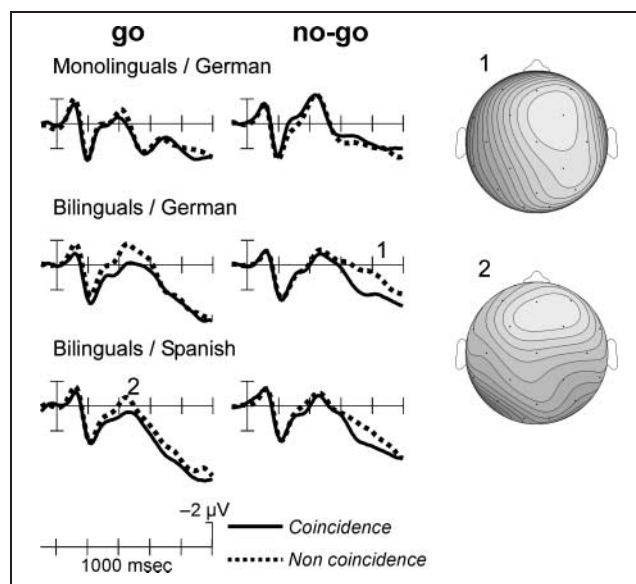 go no-go
Monolinguals / German
1
Bilinguals / German
1
2
Bilinguals / Spanish
2
−2 µV
1000 msec
Coincidence
Non coincidence